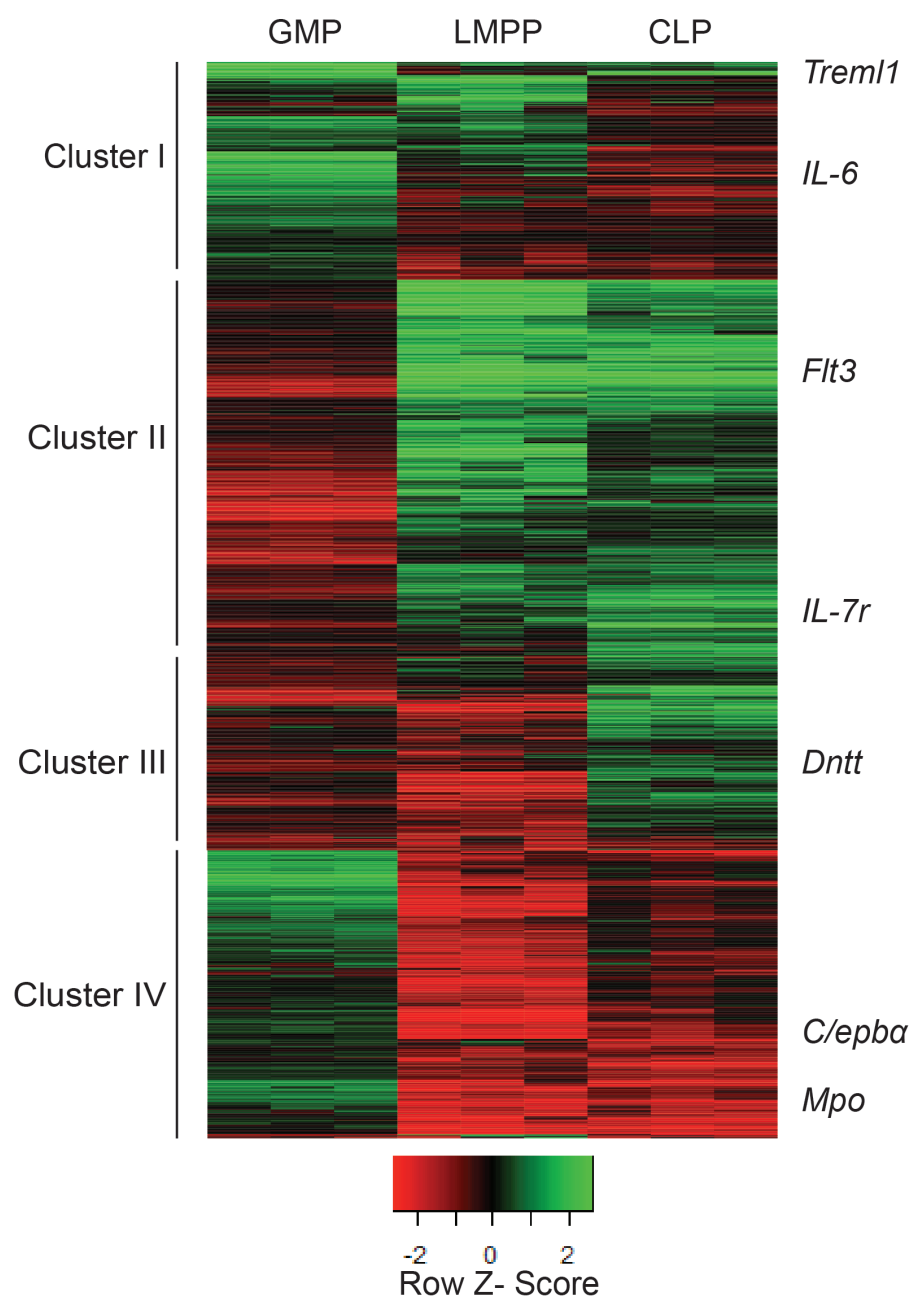 GMP LMPP CLP
Treml1
Cluster I
IL-6
Flt3
Cluster II
IL-7r
Cluster III
Dntt
Cluster IV
C/epbα
Mpo
-2 0 2
Row Z- Score